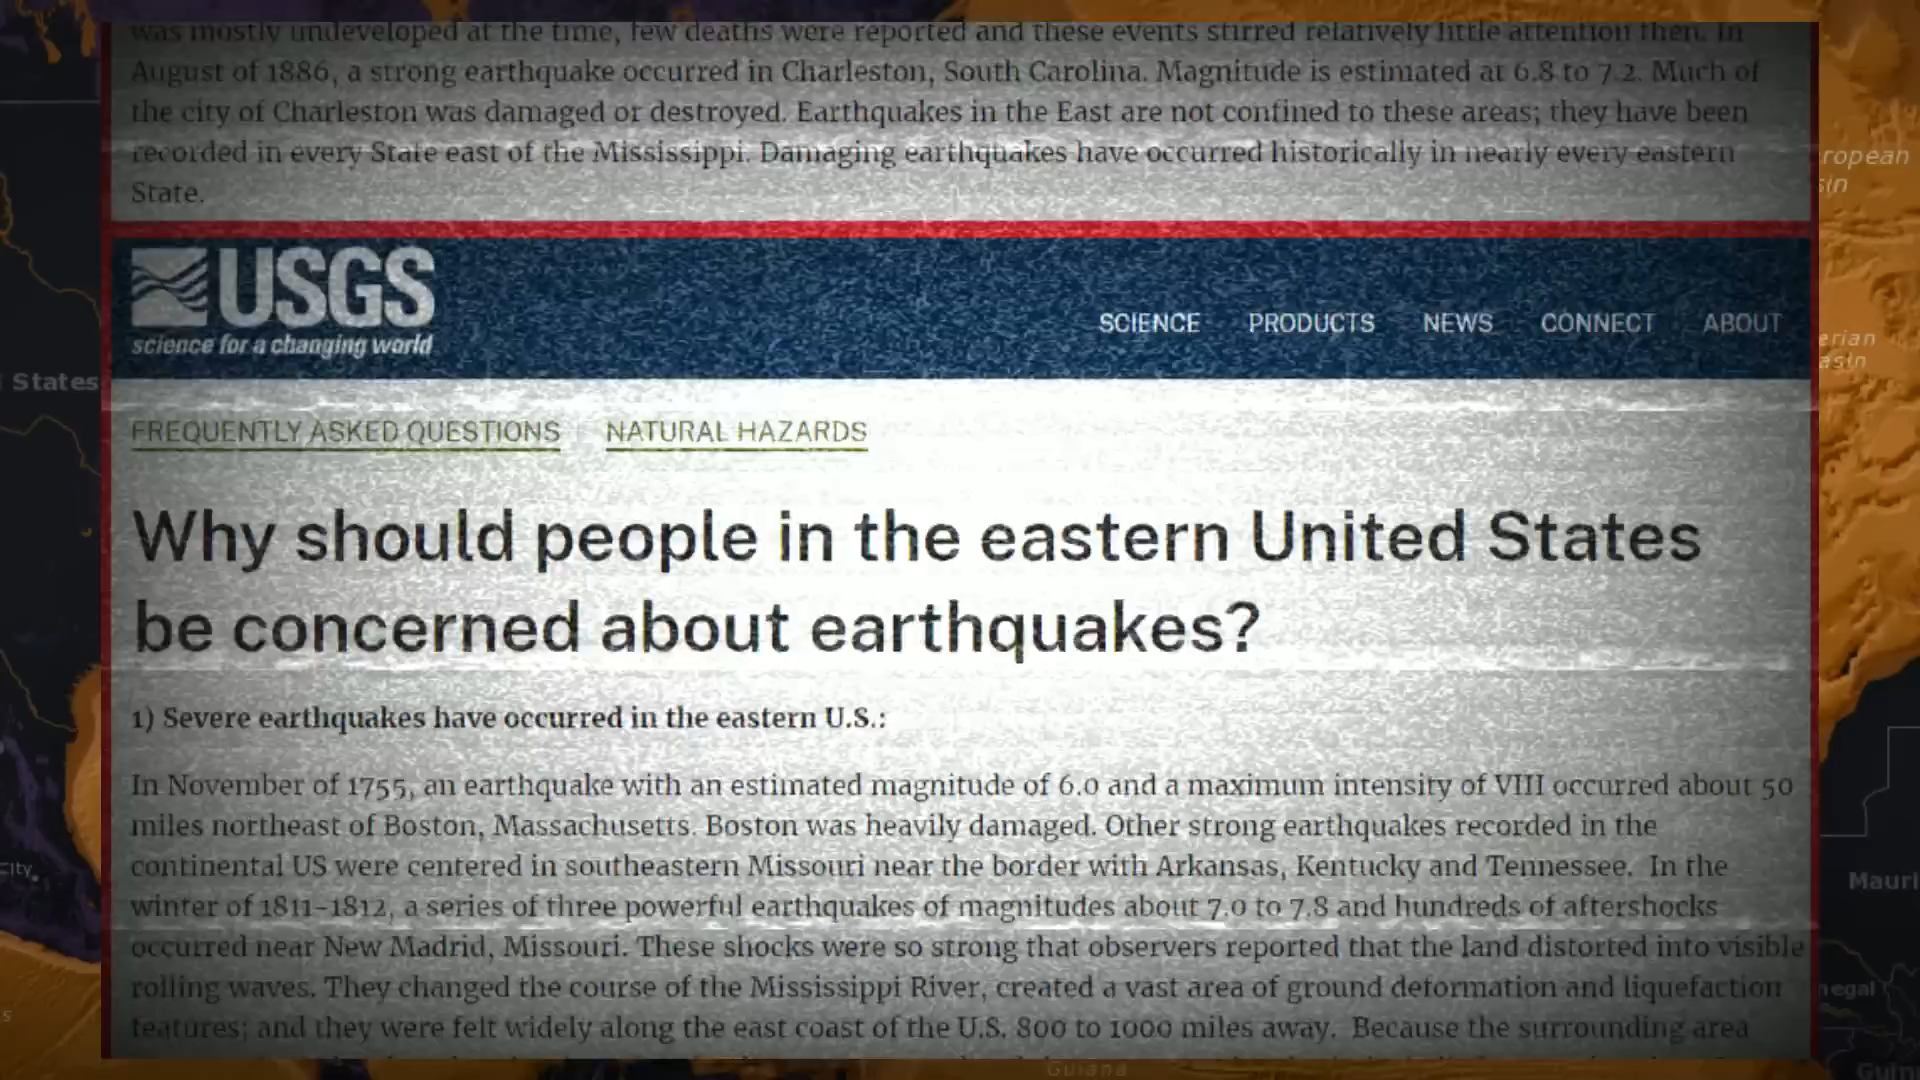 was mostly undeveloped at the time, few deaths were reported and these events stirred relatively little attention then. In
August of 1886, a strong earthquake occurred in Charleston, South Carolina. Magnitude is estimated at 6.8 to 7.2. Much of
the city of Charleston was damaged or destroyed. Earthquakes in the East are not confined to these areas; they have been
recorded in every State east of the Mississippi. Damaging earthquakes have occurred historically in nearly every eastern
State.
USGS
science for a changing world
SCIENCE PRODUCTS NEWS CONNECT ABOUT
FREQUENTLY ASKED QUESTIONS NATURAL HAZARDS
Why should people in the eastern United States
be concerned about earthquakes?
1) Severe earthquakes have occurred in the eastern U.S.:
In November of 1755, an earthquake with an estimated magnitude of 6.0 and a maximum intensity of VIII occurred about 50
miles northeast of Boston, Massachusetts. Boston was heavily damaged. Other strong earthquakes recorded in the
continental US were centered in southeastern Missouri near the border with Arkansas, Kentucky and Tennessee. In the
winter of 1811-1812, a series of three powerful earthquakes of magnitudes about 7.0 to 7.8 and hundreds of aftershocks
occurred near New Madrid, Missouri. These shocks were so strong that observers reported that the land distorted into visible
rolling waves. They changed the course of the Mississippi River, created a vast area of ground deformation and liquefaction
features; and they were felt widely along the east coast of the U.S. 800 to 1000 miles away. Because the surrounding area
States
ropean
sin
erian
asin
City
Mauri
negal
Guiana
Guin